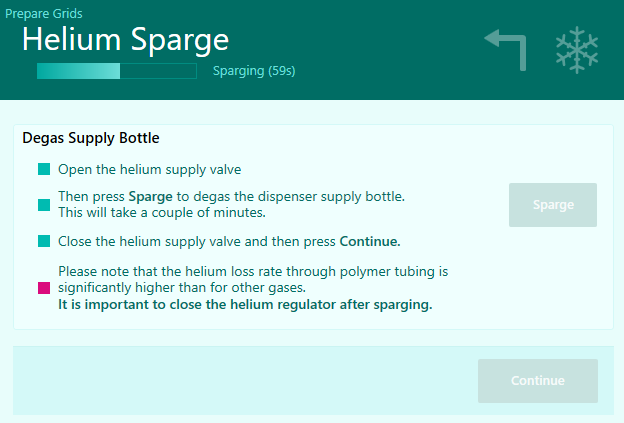 Prepare Grids
Helium Sparge
Sparging (59s)
Degas Supply Bottle
Open the helium supply valve
Then press Sparge to degas the dispenser supply bottle.
This will take a couple of minutes.
Sparge
Close the helium supply valve and then press Continue.
Please note that the helium loss rate through polymer tubing is
significantly higher than for other gases.
It is important to close the helium regulator after sparging.
Continue